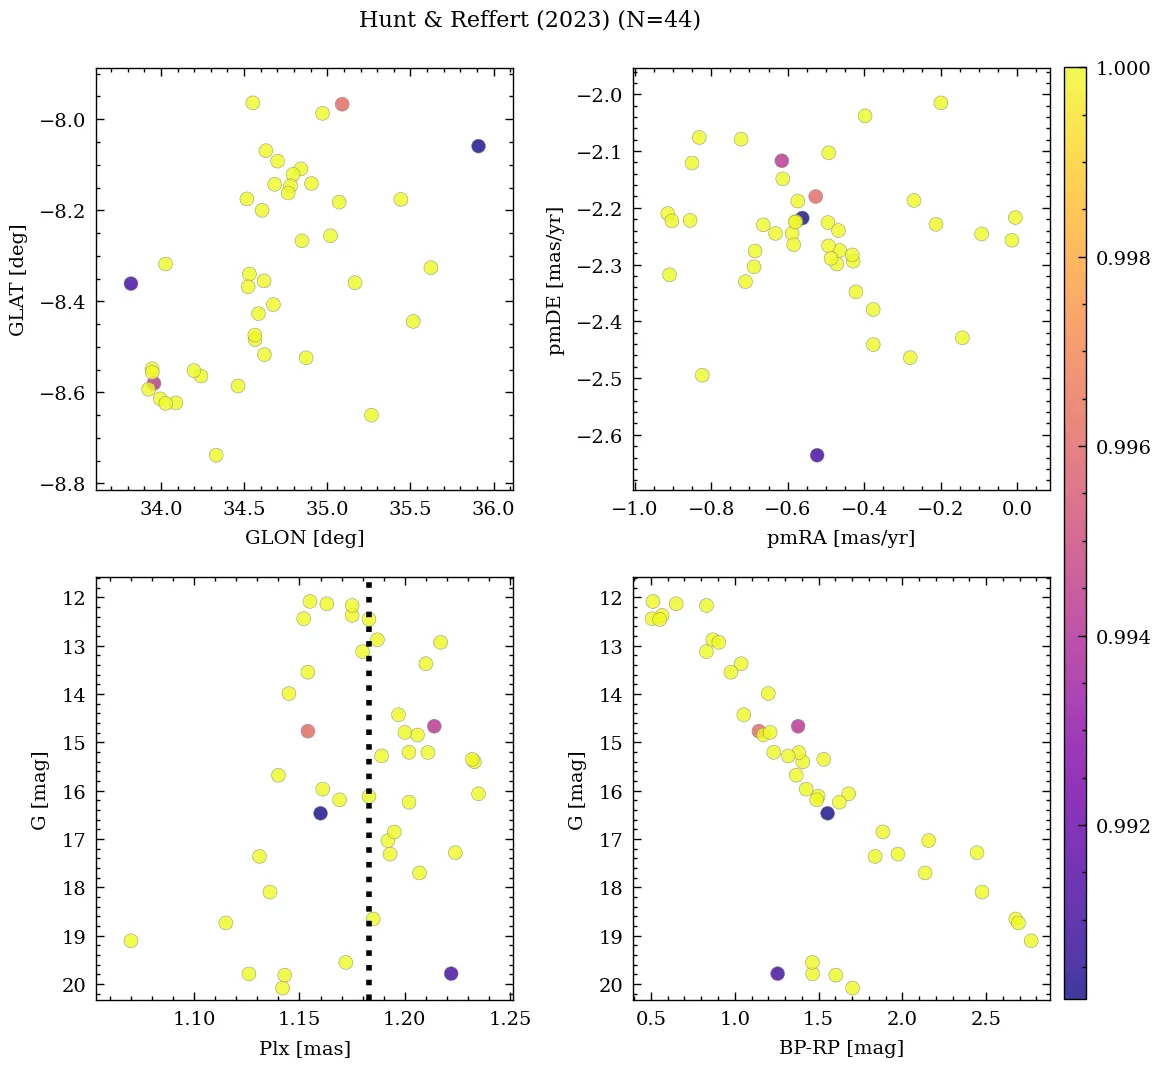 Hunt & Reffert (2023) (N=44)
−8.0
−8.2
−8.4
−8.6
−8.8
GLAT [deg]
34.0 34.5 35.0 35.5 36.0
GLON [deg]
−2.0
−2.1
−2.2
−2.3
−2.4
−2.5
−2.6
pmDE [mas/yr]
−1.0 −0.8 −0.6 −0.4 −0.2 0.0
pmRA [mas/yr]
12
13
14
15
16
17
18
19
20
G [mag]
1.10 1.15 1.20 1.25
Plx [mas]
12
13
14
15
16
17
18
19
20
G [mag]
0.5 1.0 1.5 2.0 2.5
BP-RP [mag]
1.000
0.998
0.996
0.994
0.992